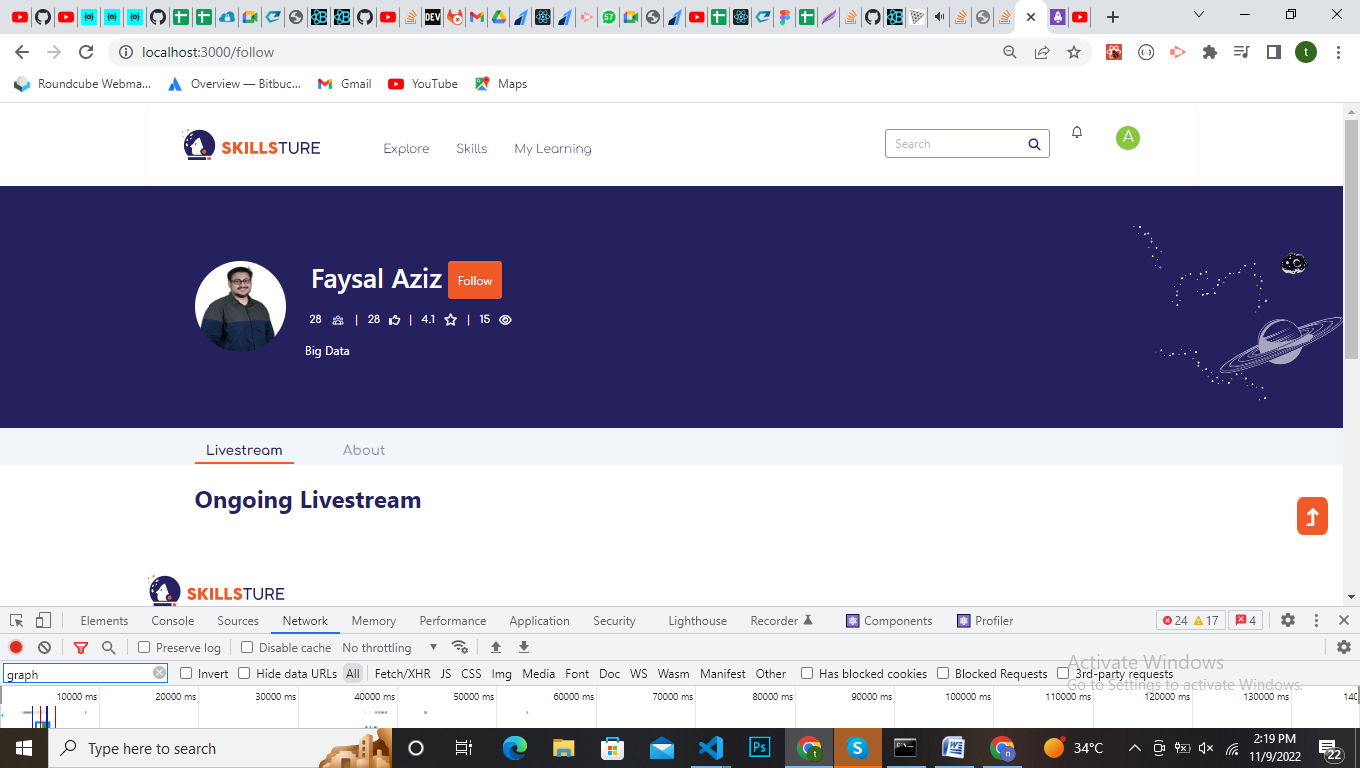 localhost:3000/follow
t
Roundcube Webma...
Overview — Bitbuc...
Gmail
YouTube
Maps
SKILLSTURE
Explore
Skills
My Learning
Search
A
Faysal Aziz
Follow
28 | 28 | 4.1 | 15
Big Data
Livestream
About
Ongoing Livestream
SKILLSTURE
Elements
Console
Sources
Network
Memory
Performance
Application
Security
Lighthouse
Recorder
Components
Profiler
24
17
4
Preserve log
Disable cache
No throttling
graph
Invert
Hide data URLs
All
Fetch/XHR
JS
CSS
Img
Media
Font
Doc
WS
Wasm
Manifest
Other
Has blocked cookies
Blocked Requests
3rd-party requests
Activate Windows
Go to Settings to activate Windows.
10000 ms
20000 ms
30000 ms
40000 ms
50000 ms
60000 ms
70000 ms
80000 ms
90000 ms
100000 ms
110000 ms
120000 ms
130000 ms
140
Type here to search
Ps
34°C
2:19 PM
11/9/2022
22